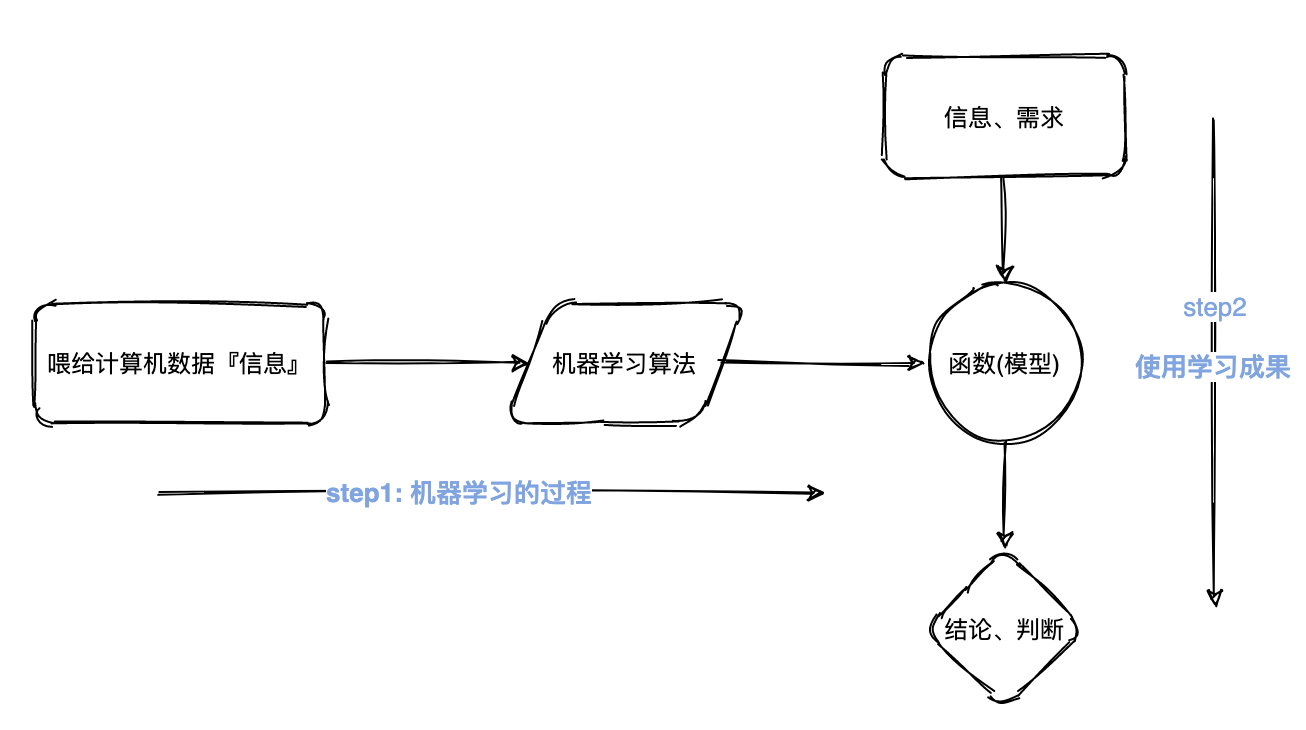 信息、需求
step2
使用学习成果
喂给计算机数据『信息』
机器学习算法
函数(模型)
step1: 机器学习的过程
结论、判断